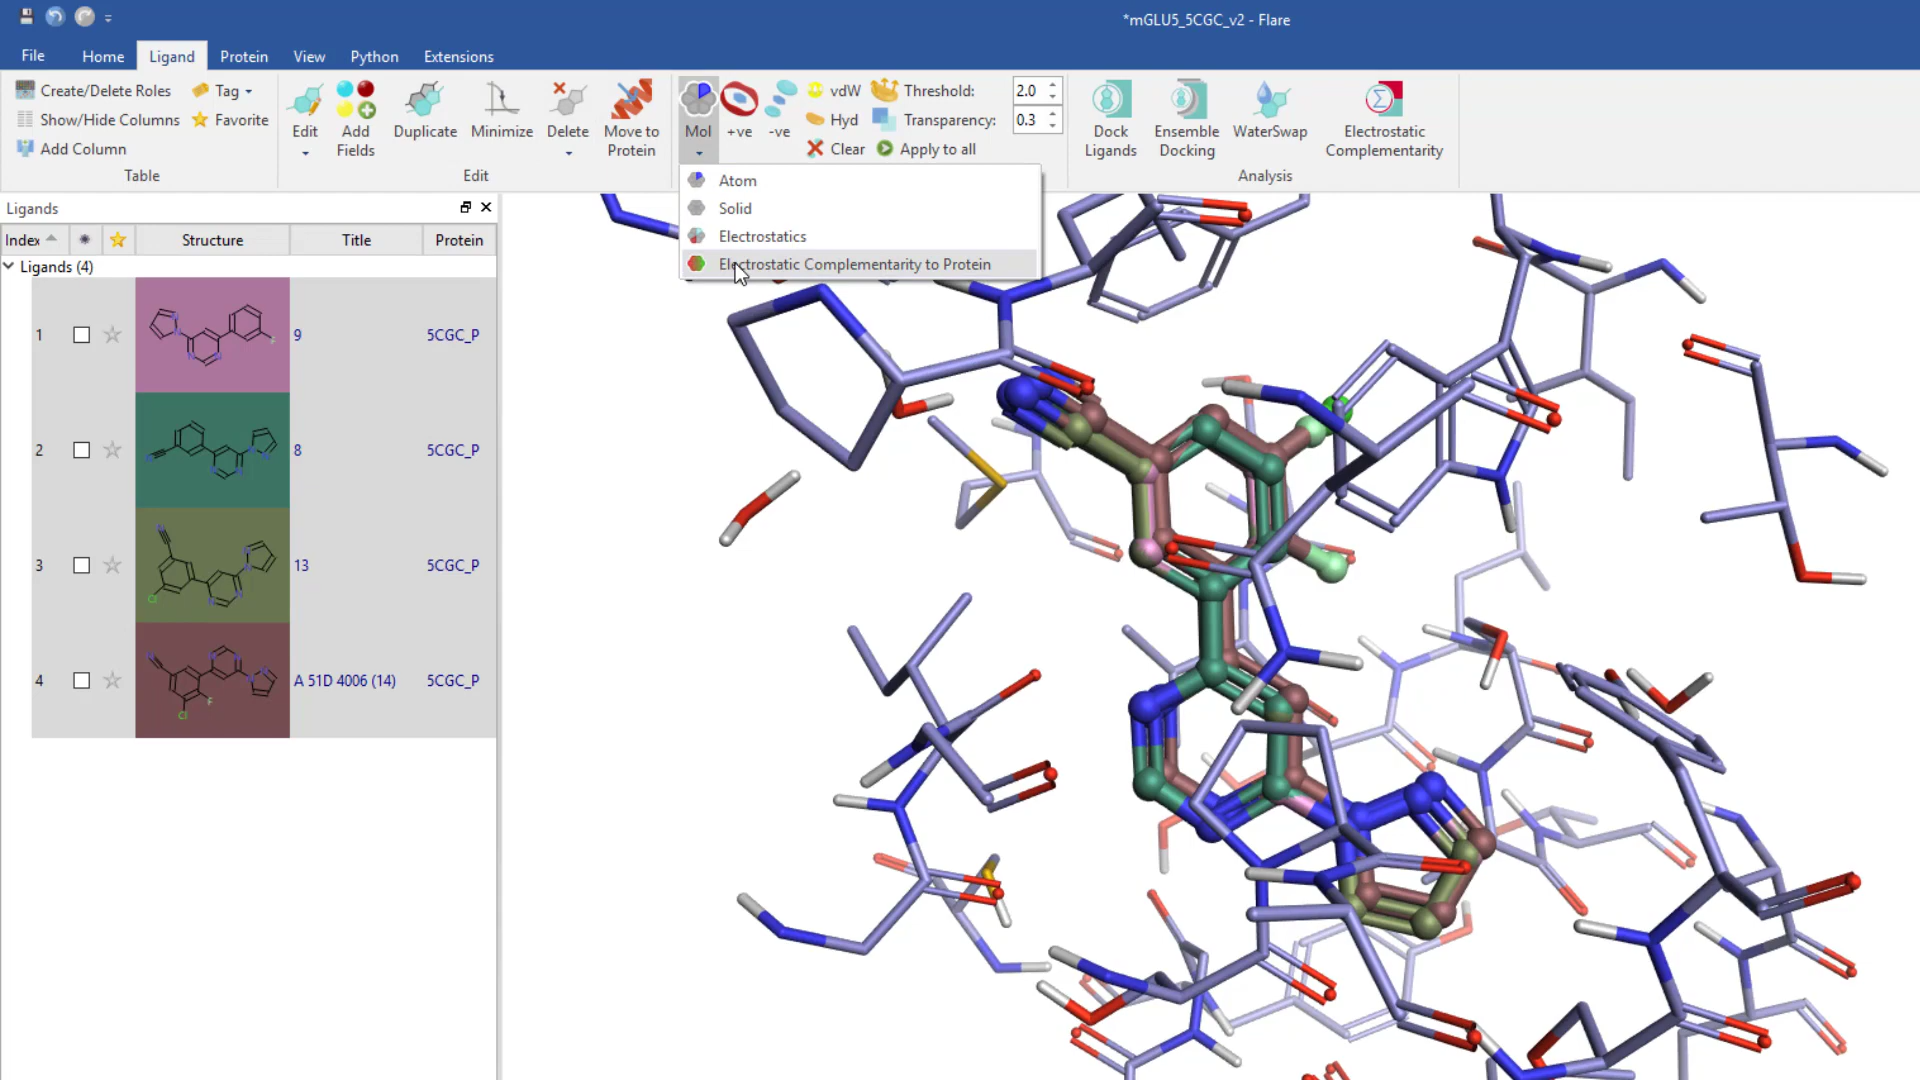 *mGLU5_5CGC_v2 - Flare
File Home Ligand Protein View Python Extensions
Create/Delete Roles
Show/Hide Columns
Add Column
Tag
Favorite
Table
Edit
Add Fields
Duplicate
Minimize
Delete
Move to Protein
Edit
Mol
+ve
-ve
vdW
Hyd
Clear
Threshold: 2.0
Transparency: 0.3
Apply to all
Dock Ligands
Ensemble Docking
WaterSwap
Electrostatic Complementarity
Analysis
Atom
Solid
Electrostatics
Electrostatic Complementarity to Protein
Ligands
Index Structure Title Protein
Ligands (4)
1 9 5CGC_P
2 8 5CGC_P
3 13 5CGC_P
4 A 51D 4006 (14) 5CGC_P